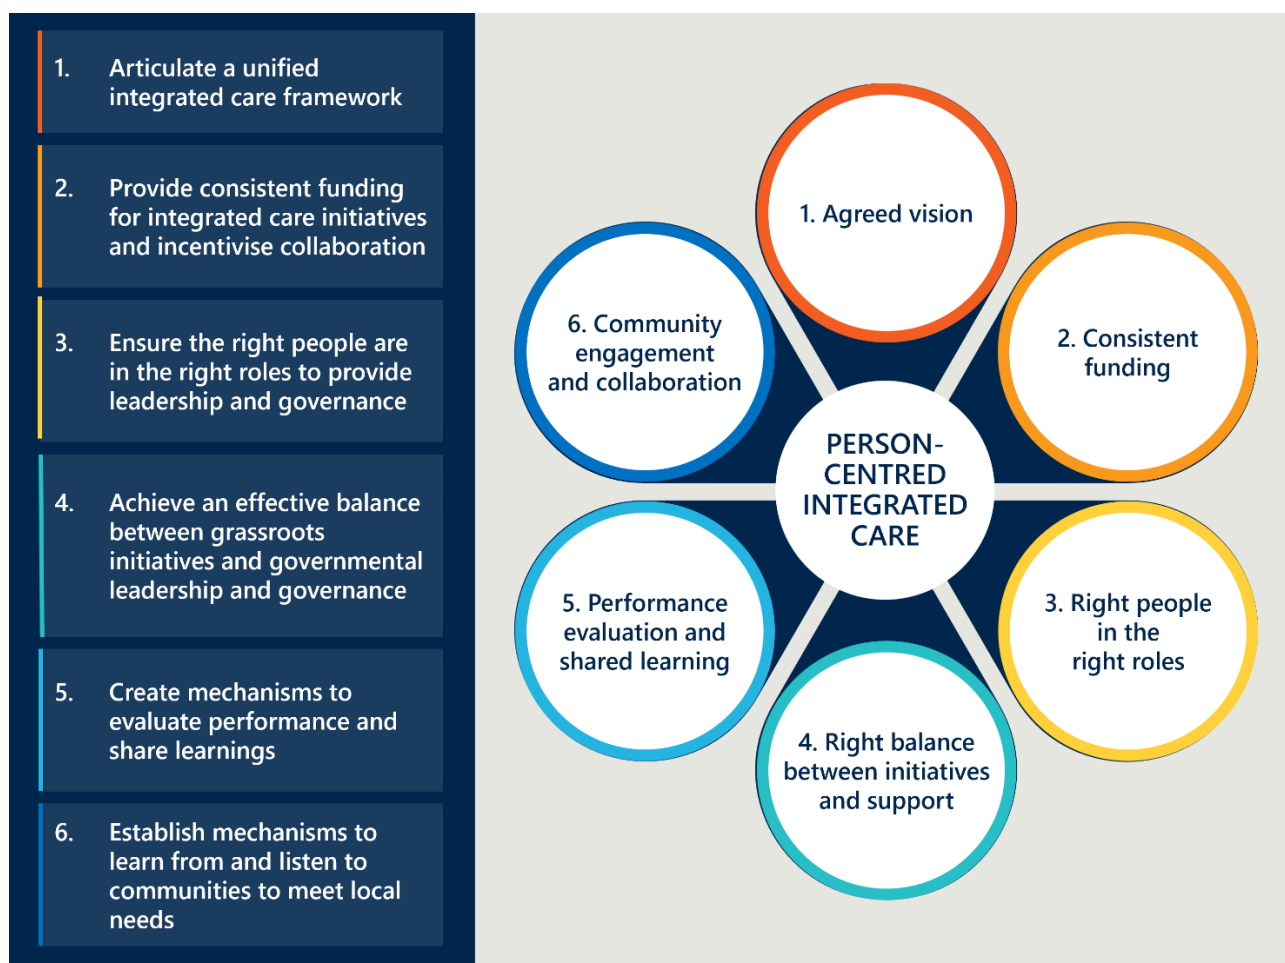 1. Articulate a unified
integrated care framework
2. Provide consistent funding
for integrated care initiatives
and incentivise collaboration
3. Ensure the right people are
in the right roles to provide
leadership and governance
4. Achieve an effective balance
between grassroots
initiatives and governmental
leadership and governance
5. Create mechanisms to
evaluate performance and
share learnings
6. Establish mechanisms to
learn from and listen to
communities to meet local
needs
1. Agreed vision
2. Consistent
funding
3. Right people
in the
right roles
4. Right balance
between initiatives
and support
5. Performance
evaluation and
shared learning
6. Community
engagement
and collaboration
PERSON-
CENTRED
INTEGRATED
CARE